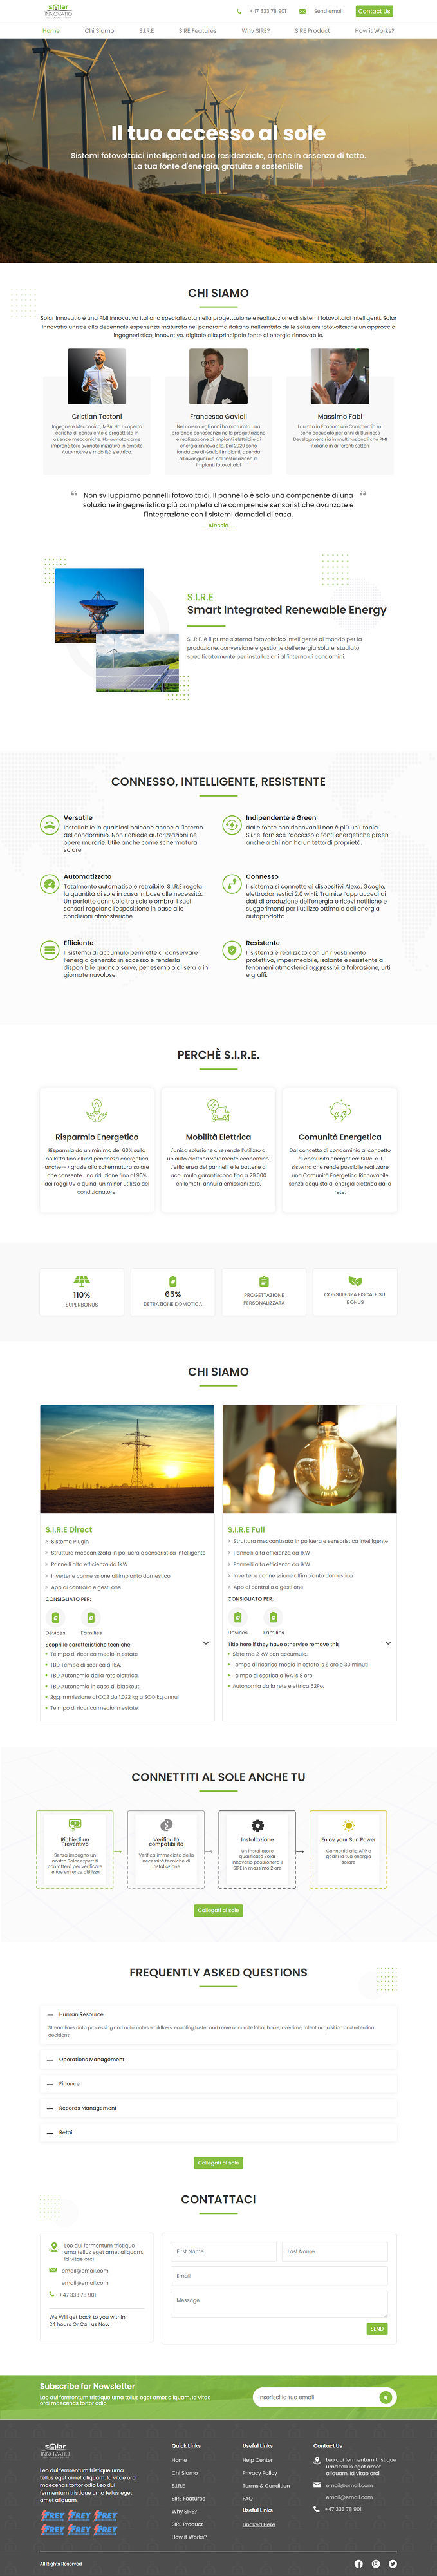 solar
INNOVATIO
+47 333 78 901
Send email
Contact Us
Home
Chi Siamo
S.I.R.E
SIRE Features
Why SIRE?
SIRE Product
How it Works?
Il tuo accesso al sole
Sistemi fotovoltaici intelligenti ad uso residenziale, anche in assenza di tetto.
La tua fonte d'energia, gratuita e sostenibile
CHI SIAMO
Solar Innovatio è una PMI innovativa italiana specializzata nella progettazione e realizzazione di sistemi fotovoltaici intelligenti. Solar
Innovatio unisce alla decennale esperienza maturata nel panorama italiano nell'ambito delle soluzioni fotovoltaiche un approccio
ingegneristico, innovativo, digitale alla principale fonte di energia rinnovabile.
Cristian Testoni
Ingegnere Meccanico, MBA. Ha ricoperto
cariche di consulente e progettista in
aziende meccaniche. Ha avviato come
imprenditore svariate iniziative in ambito
Automotive e mobilità elettrica.
Francesco Gavioli
Nel corso degli anni ha maturato una
profonda conoscenza nella progettazione
e realizzazione di impianti elettrici e di
energia rinnovabile. Dal 2020 sono
fondatore di Gavioli Impianti, azienda
all'avanguardia nell'installazione di
impianti fotovoltaici
Massimo Fabi
Laureato in Economia e Commercio mi
sono occupato per anni di Business
Development sia in multinazionali che PMI
italiane in differenti settori
“ Non sviluppiamo pannelli fotovoltaici. Il pannello è solo una componente di una ”
soluzione ingegneristica più completa che comprende sensoristiche avanzate e
l'integrazione con i sistemi domotici di casa.
-- Alessio --
S.I.R.E
Smart Integrated Renewable Energy
S.I.R.E. è il primo sistema fotovoltaico intelligente al mondo per la
produzione, conversione e gestione dell'energia solare, studiato
specificatamente per installazioni all'interno di condomini.
CONNESSO, INTELLIGENTE, RESISTENTE
Versatile
Installabile in qualsiasi balcone anche all'interno
del condominio. Non richiede autorizzazioni ne
opere murarie. Utile anche come schermatura
solare
Indipendente e Green
dalle fonte non rinnovabili non è più un'utopia.
S.i.r.e. fornisce l'accesso a fonti energetiche green
anche a chi non ha un tetto di proprietà.
Automatizzato
Totalmente automatico e retraibile, S.I.R.E regola
la quantità di sole in casa in base alle necessità.
Un perfetto connubio tra sole e ombra. I suoi
sensori regolano l'esposizione in base alle
condizioni atmosferiche.
Connesso
Il sistema si connette ai dispositivi Alexa, Google,
elettrodomestici 2.0 wi-fi. Tramite l'app accedi ai
dati di produzione dell'energia e ricevi notifiche e
suggerimenti per l'utilizzo ottimale dell'energia
autoprodotta.
Efficiente
Il sistema di accumulo permette di conservare
l'energia generata in eccesso e renderla
disponibile quando serve, per esempio di sera o in
giornate nuvolose.
Resistente
Il sistema è realizzato con un rivestimento
protettivo, impermeabile, isolante e resistente a
fenomeni atmosferici aggressivi, all'abrasione, urti
e graffi.
PERCHÈ S.I.R.E.
Risparmio Energetico
Risparmia da un minimo del 60% sulla
bolletta fino all'indipendenza energetica
anche--> grazie alla schermatura solare
che consente una riduzione fino al 95%
dei raggi UV e quindi un minor utilizzo del
condizionatore.
Mobilità Elettrica
L'unica soluzione che rende l'utilizzo di
un'auto elettrica veramente economico.
L'efficienza dei pannelli e le batterie di
accumulo garantiscono fino a 29.000
chilometri annui a emissioni zero.
Comunità Energetica
Dal concetto di condominio al concetto
di comunità energetica: SI.Re. é il
sistema che rende possibile realizzare
una Comunità Energetica Rinnovabile
senza acquisto di energia elettrica dalla
rete.
110%
SUPERBONUS
65%
DETRAZIONE DOMOTICA
PROGETTAZIONE
PERSONALIZZATA
CONSULENZA FISCALE SUI
BONUS
CHI SIAMO
S.I.R.E Direct
Sistema Plugin
Struttura meccanizzata in poliuera e sensoristica intelligente
Pannelli alta efficienza da 1KW
Inverter e conne ssione all'impianto domestico
App di controllo e gesti one
CONSIGLIATO PER:
Devices
Families
Scopri le caratteristiche tecniche
Te mpo di ricarica medio in estate
TBD Tempo di scarica a 16A.
TBD Autonomia dalla rete elettrica.
TBD Autonomia in caso di blackout.
2gg Immissione di CO2 da 1.022 kg a 5OO kg annui
Te mpo di ricarica medio in estate.
S.I.R.E Full
Struttura meccanizzata in poliuera e sensoristica intelligente
Pannelli alta efficienza da 1KW
Pannelli alta efficienza da 1KW
Inverter e conne ssione all'impianto domestico
App di controllo e gesti one
CONSIGLIATO PER:
Devices
Families
Title here if they have otherwise remove this
Siste ma 2 kW con accumulo.
Tempo di ricarica medio in estate is 5 ore e 30 minuti
Te mpo di scarica a 16A is 8 ore.
Autonomia dalla rete elettrica 62Pa.
CONNETTITI AL SOLE ANCHE TU
Richiedi un
Preventivo
Senza impegno un
nostro Solar expert ti
contatterà per verificare
le tue esirenze diitilizzi
Verifica la
compatibilità
Verifica immediata della
necessità tecniche di
installazione
Installazione
Un installatore
qualificato Solar
Innovatio posizionerà il
SIRE in massimo 2 ore
Enjoy your Sun Power
Connettiti alla APP e
goditi la tua energia
solare
Collegati al sole
FREQUENTLY ASKED QUESTIONS
Human Resource
Streamlines data processing and automates workflows, enabling faster and more accurate labor hours, overtime, talent acquisition and retention
decisions.
Operations Management
Finance
Records Management
Retail
Collegati al sole
CONTATTACI
Leo dui fermentum tristique
urna tellus eget amet aliquam.
Id vitae orci
email@email.com
email@email.com
+47 333 78 901
We Will get back to you within
24 hours Or Call us Now
First Name
Last Name
Email
Message
SEND
Subscribe for Newsletter
Leo dui fermentum tristique urna tellus eget amet aliquam. Id vitae
orci maecenas tortor odio
Inserisci la tua email
solar
INNOVATIO
Leo dui fermentum tristique urna
tellus eget amet aliquam. Id vitae orci
maecenas tortor odio Leo dui
fermentum tristique urna tellus eget
amet aliquam.
FREY FREY FREY
FREY FREY FREY
Quick Links
Home
Chi Siamo
S.I.R.E
SIRE Features
Why SIRE?
SIRE Product
How it Works?
Useful Links
Help Center
Privacy Policy
Terms & Condition
FAQ
Useful Links
Lindked Here
Contact Us
Leo dui fermentum tristique
urna tellus eget amet
aliquam. Id vitae orci
email@email.com
email@email.com
+47 333 78 901
All Rights Reserved